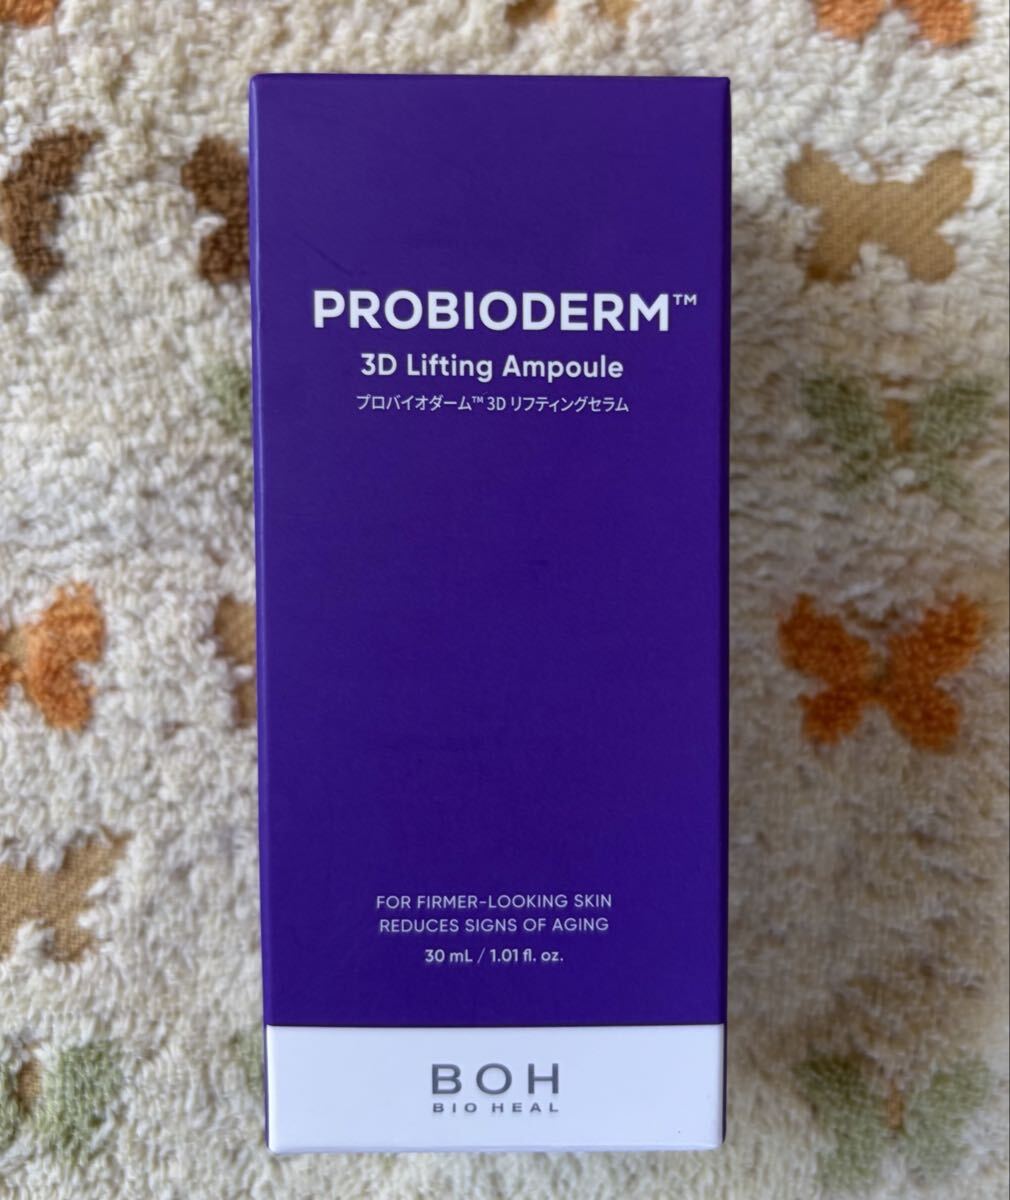 PROBIODERM™
3D Lifting Ampoule
プロバイオダーム™ 3D リフティングセラム
FOR FIRMER-LOOKING SKIN
REDUCES SIGNS OF AGING
30 mL / 1.01 fl. oz.
BOH
BIO HEAL